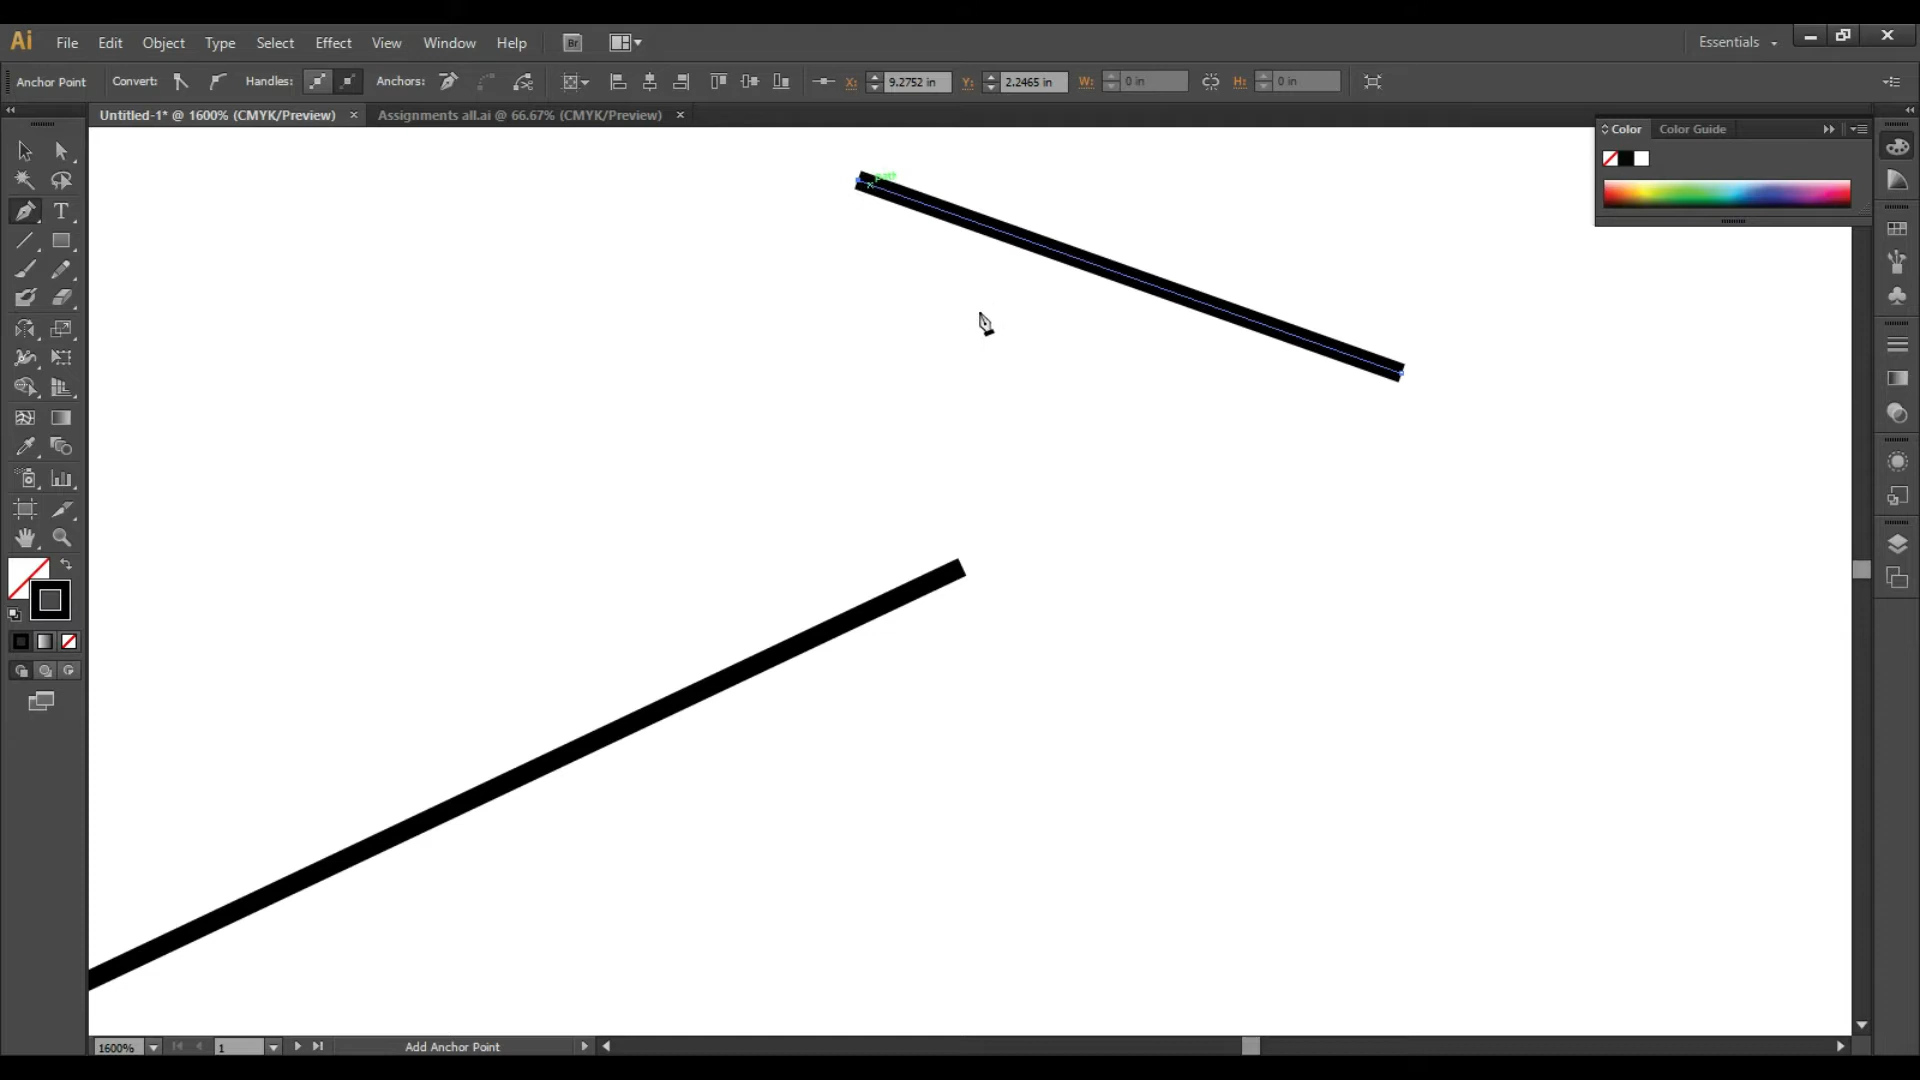 Ai File Edit Object Type Select Effect View Window Help Br Essentials
Anchor Point Convert: Handles: Anchors: X: 9.2752 in Y: 2.2465 in W: 0 in H: 0 in
Untitled-1* @ 1600% (CMYK/Preview) Assignments all.ai @ 66.67% (CMYK/Preview)
Color Color Guide
path
T
1600% 1 Add Anchor Point